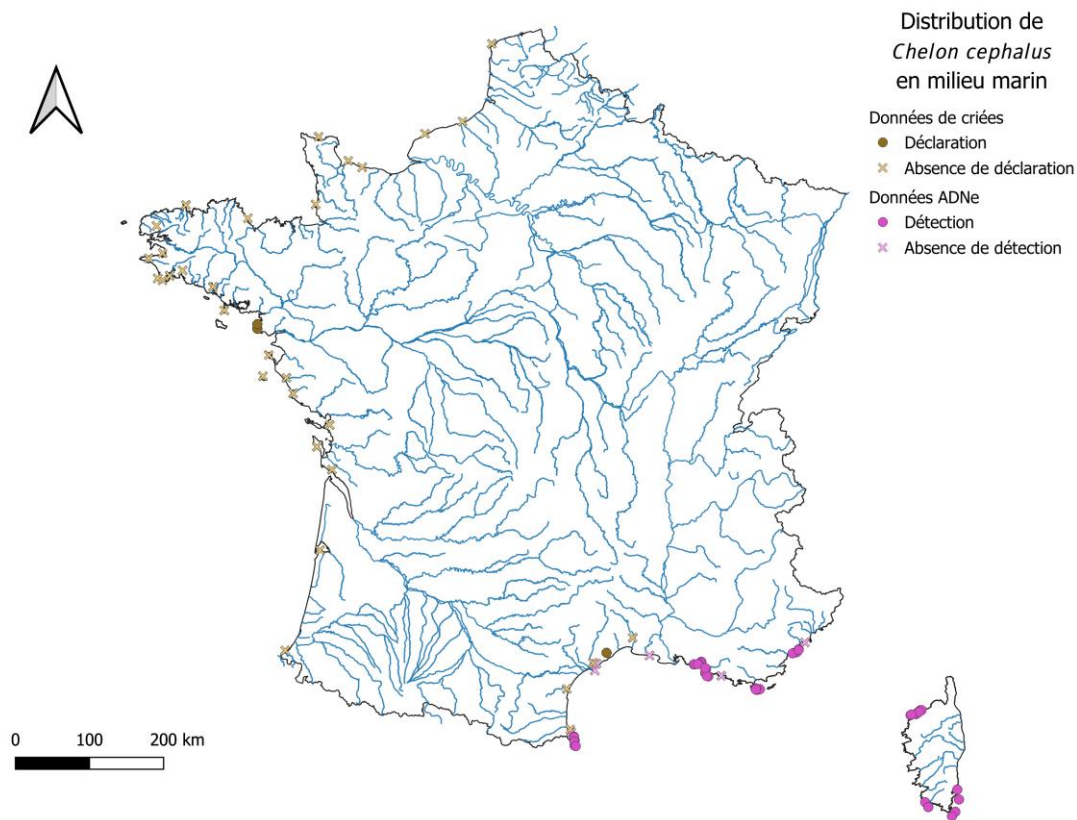 Distribution de
Chelon cephalus
en milieu marin
Données de criées
Déclaration
Absence de déclaration
Données ADNe
Détection
Absence de détection
0 100 200 km